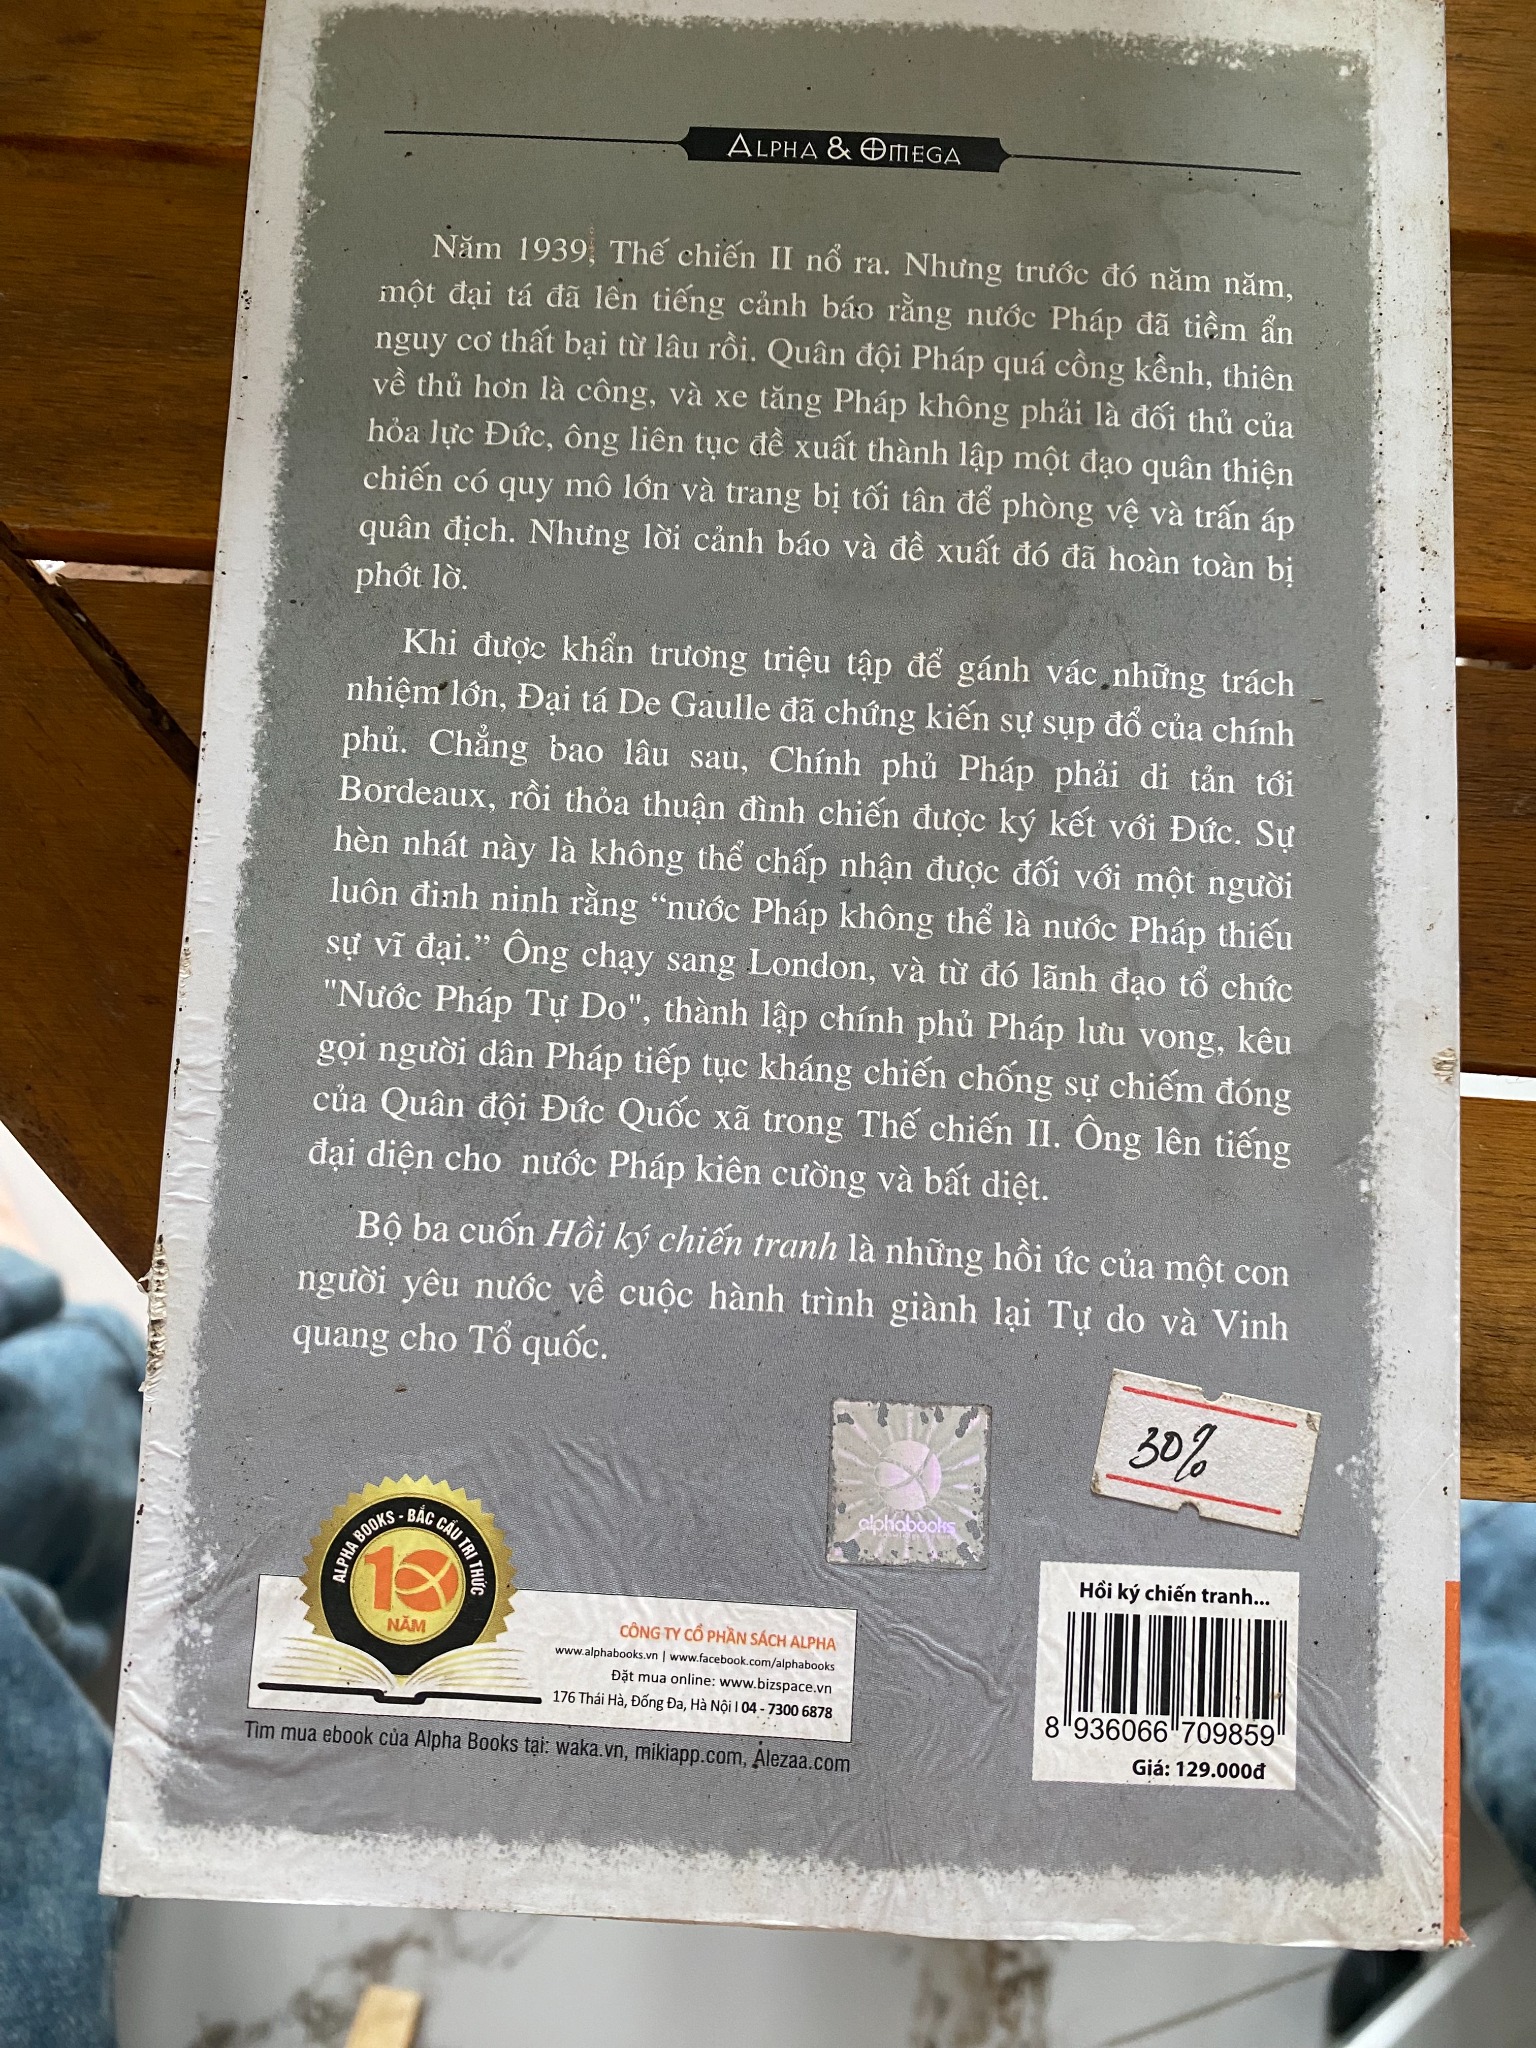 ALPHA & OMEGA
Năm 1939, Thế chiến II nổ ra. Nhưng trước đó năm năm,
một đại tá đã lên tiếng cảnh báo rằng nước Pháp đã tiềm ẩn
nguy cơ thất bại từ lâu rồi. Quân đội Pháp quá cồng kềnh, thiên
về thủ hơn là công, và xe tăng Pháp không phải là đối thủ của
hỏa lực Đức, ông liên tục đề xuất thành lập một đạo quân thiện
chiến có quy mô lớn và trang bị tối tân để phòng vệ và trấn áp
quân địch. Nhưng lời cảnh báo và đề xuất đó đã hoàn toàn bị
phớt lờ.
Khi được khẩn trương triệu tập để gánh vác những trách
nhiệm lớn, Đại tá De Gaulle đã chứng kiến sự sụp đổ của chính
phủ. Chẳng bao lâu sau, Chính phủ Pháp phải di tản tới
Bordeaux, rồi thỏa thuận đình chiến được ký kết với Đức. Sự
hèn nhát này là không thể chấp nhận được đối với một người
luôn đinh ninh rằng “nước Pháp không thể là nước Pháp thiếu
sự vĩ đại.” Ông chạy sang London, và từ đó lãnh đạo tổ chức
"Nước Pháp Tự Do", thành lập chính phủ Pháp lưu vong, kêu
gọi người dân Pháp tiếp tục kháng chiến chống sự chiếm đóng
của Quân đội Đức Quốc xã trong Thế chiến II. Ông lên tiếng
đại diện cho nước Pháp kiên cường và bất diệt.
Bộ ba cuốn Hồi ký chiến tranh là những hồi ức của một con
người yêu nước về cuộc hành trình giành lại Tự do và Vinh
quang cho Tổ quốc.
30%
alphabooks
ALPHA BOOKS - BẮC CẦU TRI THỨC
10
NĂM
CÔNG TY CỔ PHẦN SÁCH ALPHA
www.alphabooks.vn | www.facebook.com/alphabooks
Đặt mua online: www.bizspace.vn
176 Thái Hà, Đống Đa, Hà Nội I 04 - 7300 6878
Tìm mua ebook của Alpha Books tại: waka.vn, mikiapp.com, Alezaa.com
Hồi ký chiến tranh...
8 936066 709859
Giá: 129.000đ